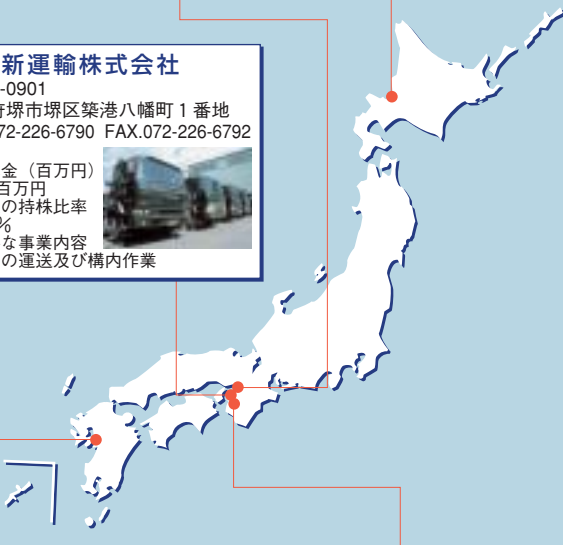 新運輸株式会社
-0901
府堺市堺区築港八幡町1番地
72-226-6790 FAX.072-226-6792
金（百万円）
百万円
の持株比率
%
な事業内容
の運送及び構内作業